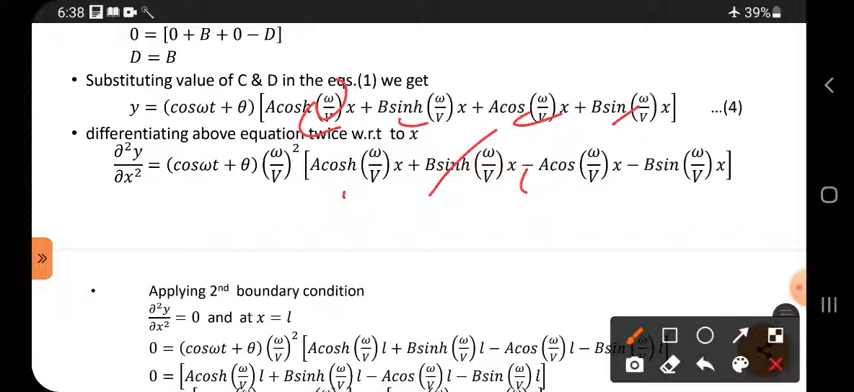 6:38 39%
0 = [0 + B + 0 − D]
D = B
• Substituting value of C & D in the eqs.(1) we get
y = (cosωt + θ) [Acosh (ω/V) x + Bsinh (ω/V) x + Acos (ω/V) x + Bsin (ω/V) x] …(4)
• differentiating above equation twice w.r.t to x
∂²y/∂x² = (cosωt + θ) (ω/V)² [Acosh (ω/V) x + Bsinh (ω/V) x − Acos (ω/V) x − Bsin (ω/V) x]
• Applying 2nd boundary condition
∂²y/∂x² = 0 and at x = l
0 = (cosωt + θ) (ω/V)² [Acosh (ω/V) l + Bsinh (ω/V) l − Acos (ω/V) l − Bsin (ω/V) l]
0 = [Acosh (ω/V) l + Bsinh (ω/V) l − Acos (ω/V) l − Bsin (ω/V) l]